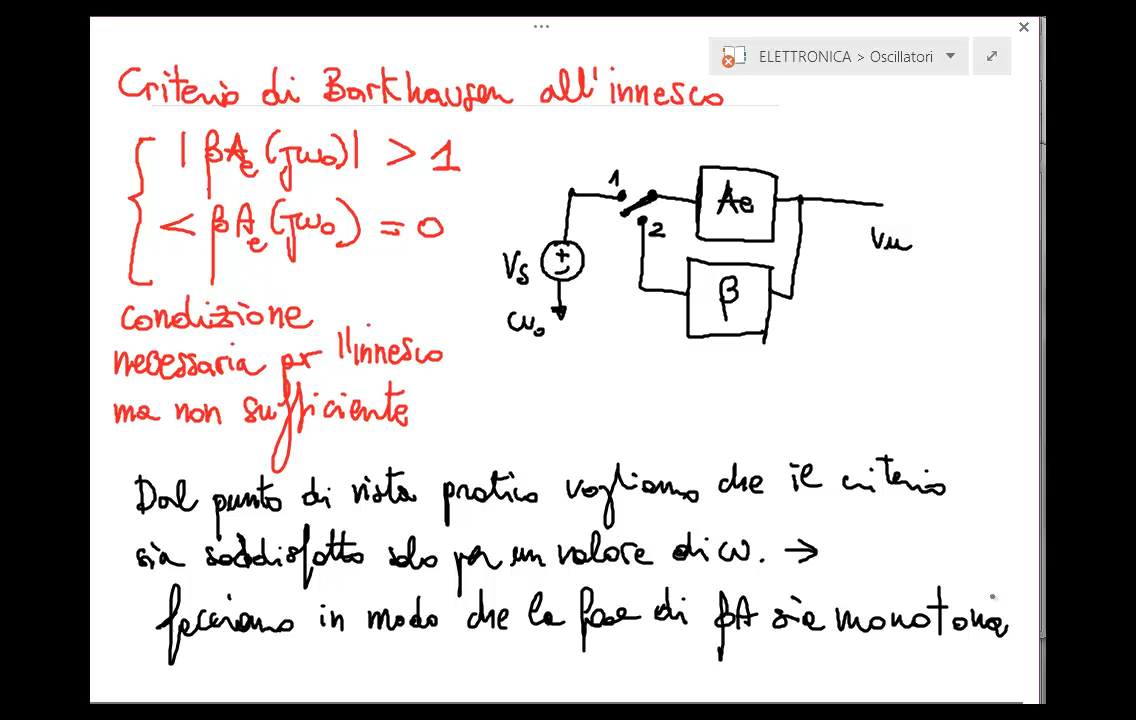 ELETTRONICA > Oscillatori
Criterio di Barkhausen all'innesco
|βAe(jω₀)| > 1
< βAe(jω₀) = 0
condizione
necessaria per l'innesco
ma non sufficiente
1
Ae
2
Vu
Vs
+
β
ω₀
Dal punto di vista pratico vogliamo che il criterio
sia soddisfatto solo per un valore di ω. →
facciamo in modo che la fase di βA sia monotona